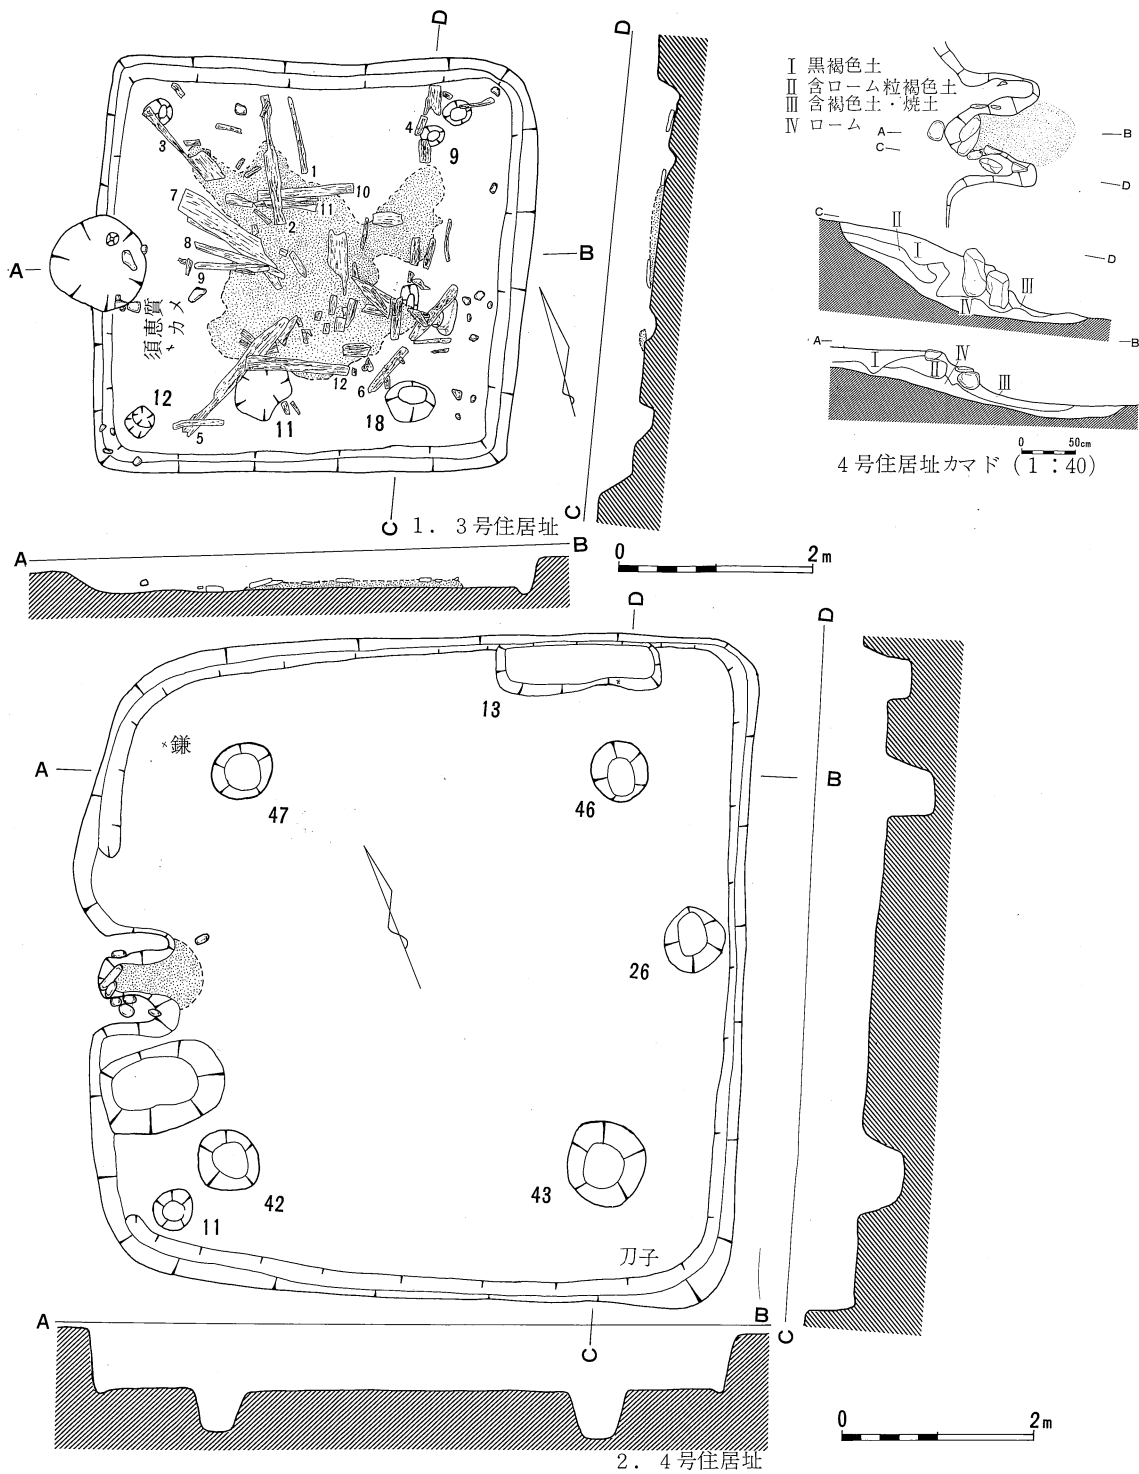 D
A
B
3
4
9
1
10
11
2
7
8
9
須恵質
×カメ
12
5
11
12
6
18
C
1．3号住居址
D
C
A
B
0 2m
Ⅰ 黒褐色土
Ⅱ 含ローム粒褐色土
Ⅲ 含褐色土・焼土
Ⅳ ローム
A
C
B
D
C
Ⅱ
Ⅰ
Ⅲ
Ⅳ
D
A
B
Ⅰ
Ⅱ
Ⅳ
Ⅲ
0 50cm
4号住居址カマド（1：40）
D
13
×鎌
A
B
47
46
26
42
11
43
刀子
C
D
C
A
B
0 2m
2．4号住居址